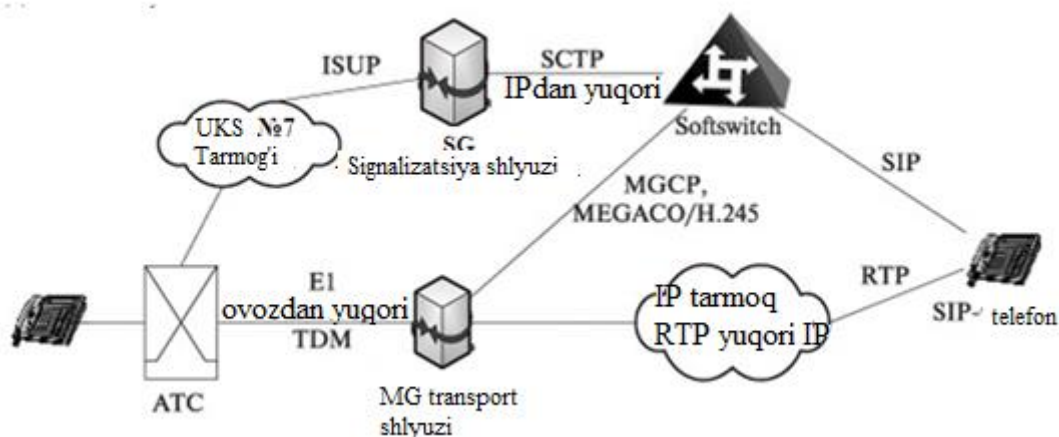 ISUP
SCTP
IPdan yuqori
Softswitch
UKS №7
Tarmog'i
SG
Signalizatsiya shlyuzi
SIP
MGCP,
MEGACO/H.245
E1
ovozdan yuqori
TDM
IP tarmoq
RTP yuqori IP
RTP
SIP- telefon
ATC
MG transport
shlyuzi